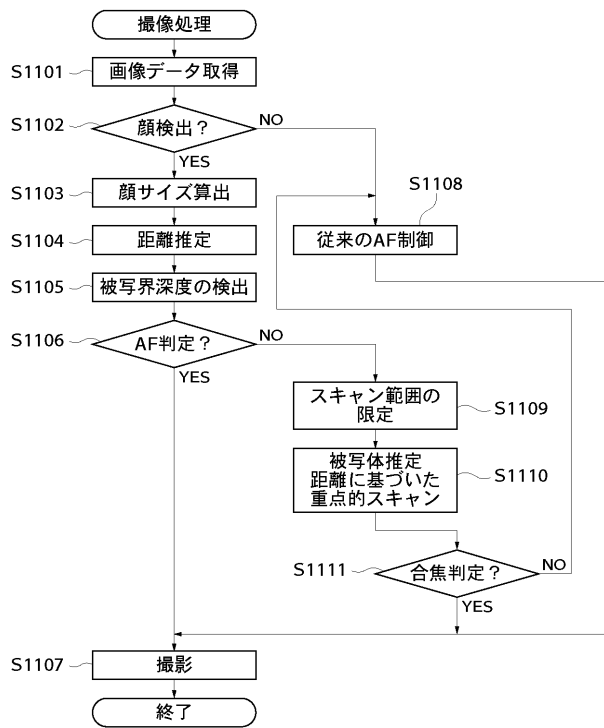 撮像処理
S1101
画像データ取得
S1102
顔検出？
NO
YES
S1103
顔サイズ算出
S1108
S1104
距離推定
従来のAF制御
S1105
被写界深度の検出
S1106
AF判定？
NO
YES
スキャン範囲の
限定
S1109
被写体推定
距離に基づいた
重点的スキャン
S1110
S1111
合焦判定？
NO
YES
S1107
撮影
終了